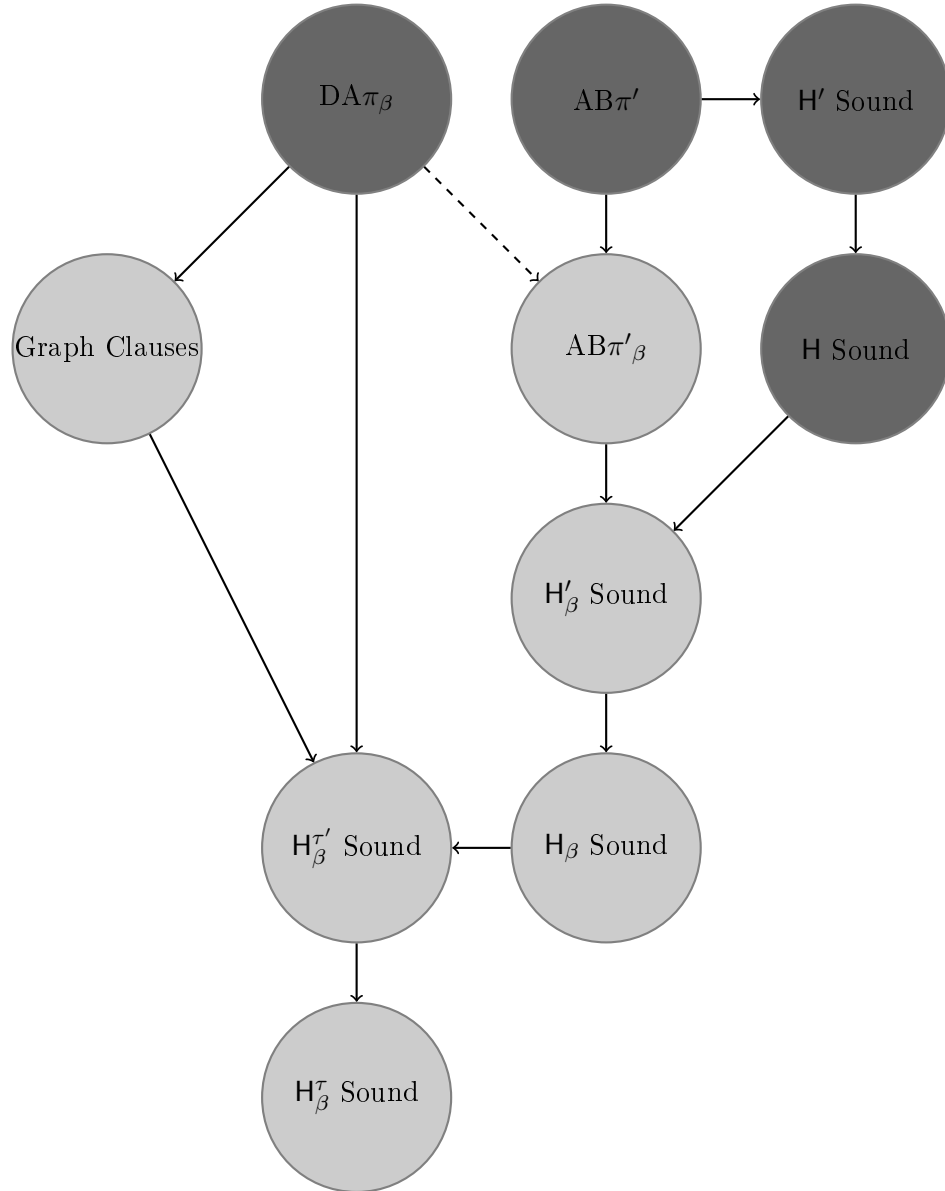 DAπ_β
ABπ′
H′ Sound
Graph Clauses
ABπ′_β
H Sound
H′_β Sound
H^τ′_β Sound
H_β Sound
H^τ_β Sound